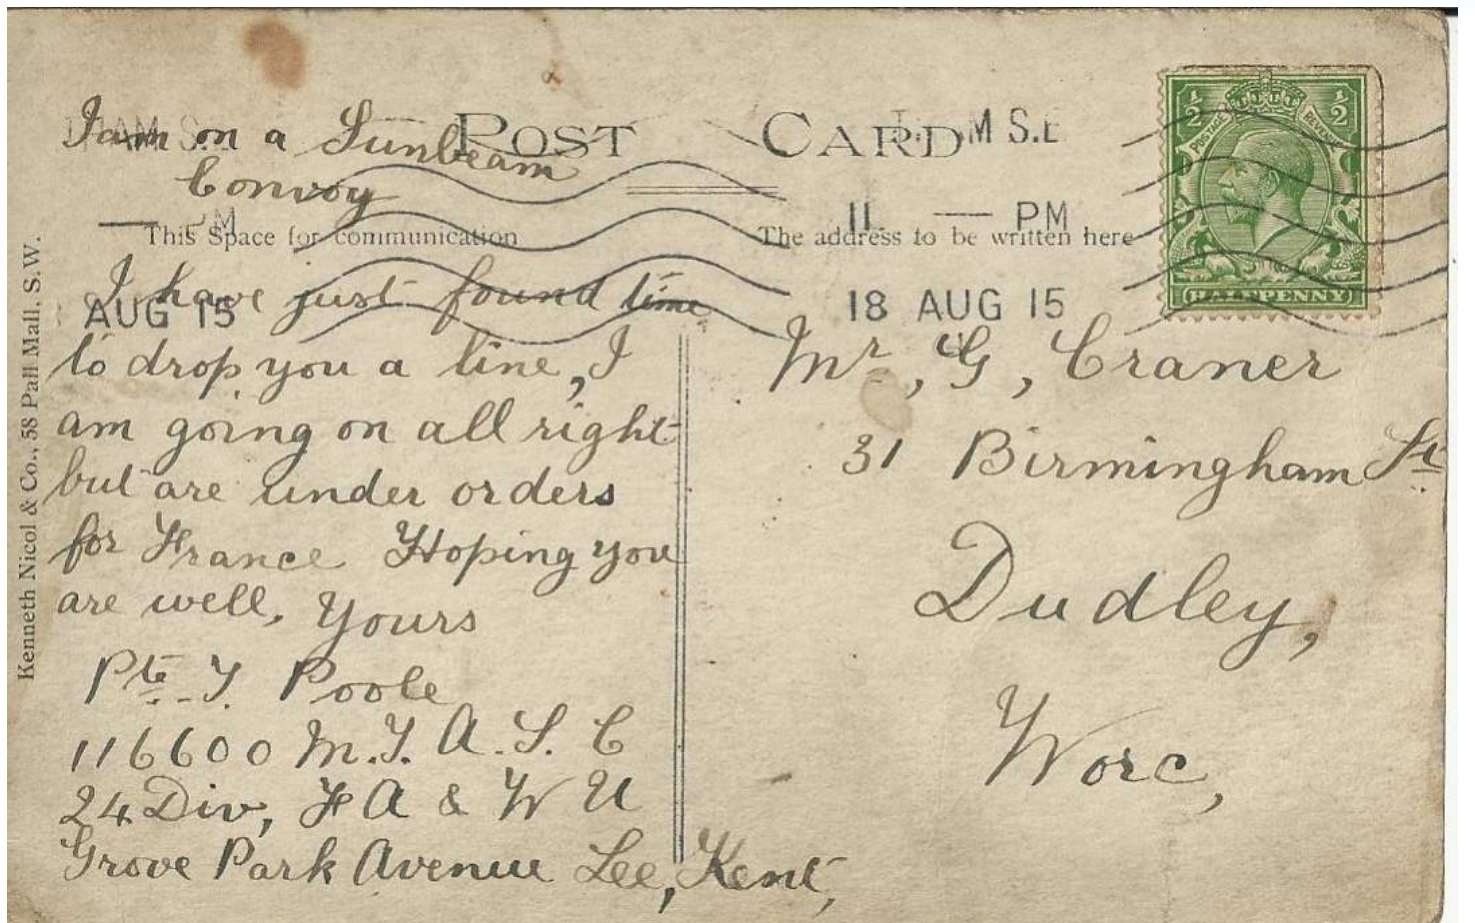 I am on a Sunbeam
Convoy
POST CARD
This Space for communication
The address to be written here
I have just found time
to drop you a line, I
am going on all right
but are under orders
for France Hoping you
are well. Yours
Pte. T. Poole
116600 M.T. A.S.C
24 Div, F A & W U
Grove Park Avenue Lee, Kent,
Mr, G, Craner
31 Birmingham St
Dudley,
Worc,
M S.E
11 — PM
18 AUG 15
— PM
AUG 15
½ ½
POSTAGE REVENUE
HALFPENNY
Kenneth Nicol & Co., 58 Pall Mall, S.W.